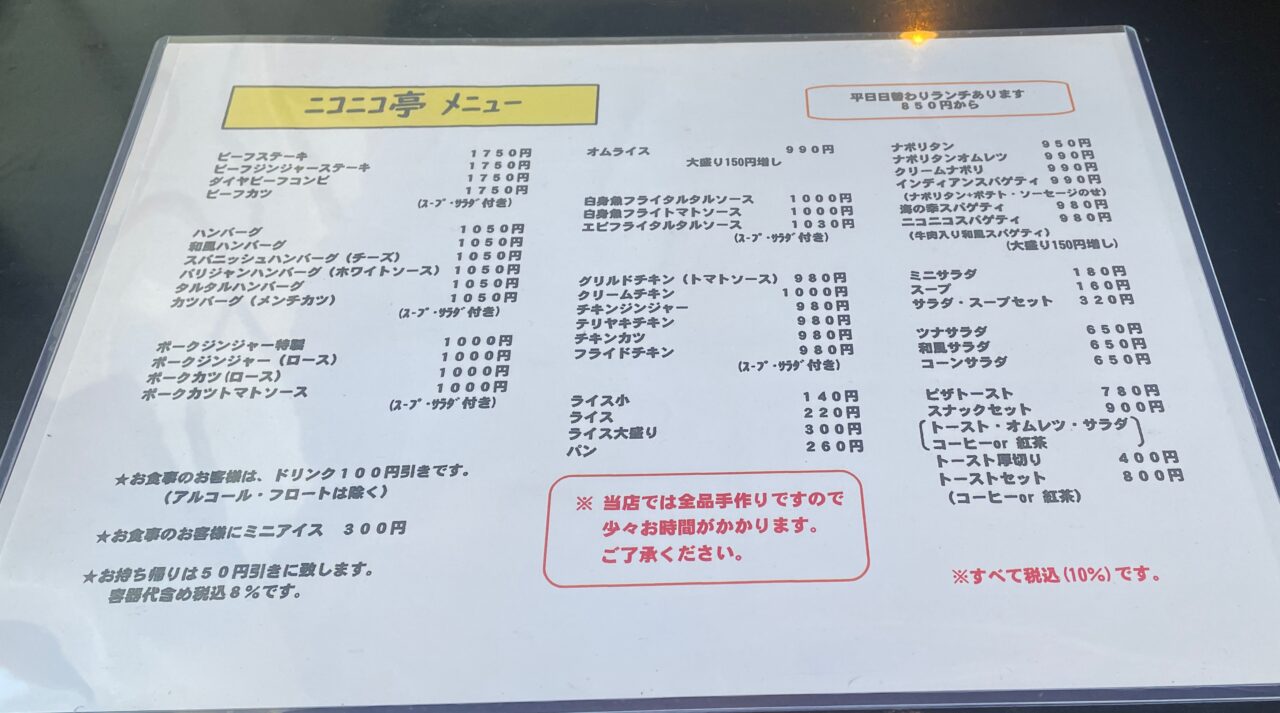 ニコニコ亭 メニュー
平日日替わりランチあります
850円から
ビーフステーキ 1750円
ビーフジンジャーステーキ 1750円
ダイヤビーフコンビ 1750円
ビーフカツ 1750円
(スープ・サラダ付き)
ハンバーグ 1050円
和風ハンバーグ 1050円
スパニッシュハンバーグ(チーズ) 1050円
パリジャンハンバーグ(ホワイトソース) 1050円
タルタルハンバーグ 1050円
カツバーグ(メンチカツ) 1050円
(スープ・サラダ付き)
ポークジンジャー特製 1000円
ポークジンジャー(ロース) 1000円
ポークカツ(ロース) 1000円
ポークカツトマトソース 1000円
(スープ・サラダ付き)
★お食事のお客様は、ドリンク100円引きです。
(アルコール・フロートは除く)
★お食事のお客様にミニアイス 300円
★お持ち帰りは50円引きに致します。
容器代含め税込8%です。
オムライス 990円
大盛り150円増し
白身魚フライタルタルソース 1000円
白身魚フライトマトソース 1000円
エビフライタルタルソース 1030円
(スープ・サラダ付き)
グリルドチキン(トマトソース) 980円
クリームチキン 1000円
チキンジンジャー 980円
テリヤキチキン 980円
チキンカツ 980円
フライドチキン 980円
(スープ・サラダ付き)
ライス小 140円
ライス 220円
ライス大盛り 300円
パン 260円
※ 当店では全品手作りですので
少々お時間がかかります。
ご了承ください。
ナポリタン 950円
ナポリタンオムレツ 990円
クリームナポリ 990円
インディアンスパゲティ 990円
(ナポリタン+ポテト・ソーセージのせ)
海の幸スパゲティ 980円
ニコニコスパゲティ 980円
(牛肉入り和風スパゲティ)
(大盛り150円増し)
ミニサラダ 180円
スープ 160円
サラダ・スープセット 320円
ツナサラダ 650円
和風サラダ 650円
コーンサラダ 650円
ピザトースト 780円
スナックセット 900円
(トースト・オムレツ・サラダ
コーヒーor 紅茶)
トースト厚切り 400円
トーストセット 800円
(コーヒーor 紅茶)
※すべて税込(10%)です。